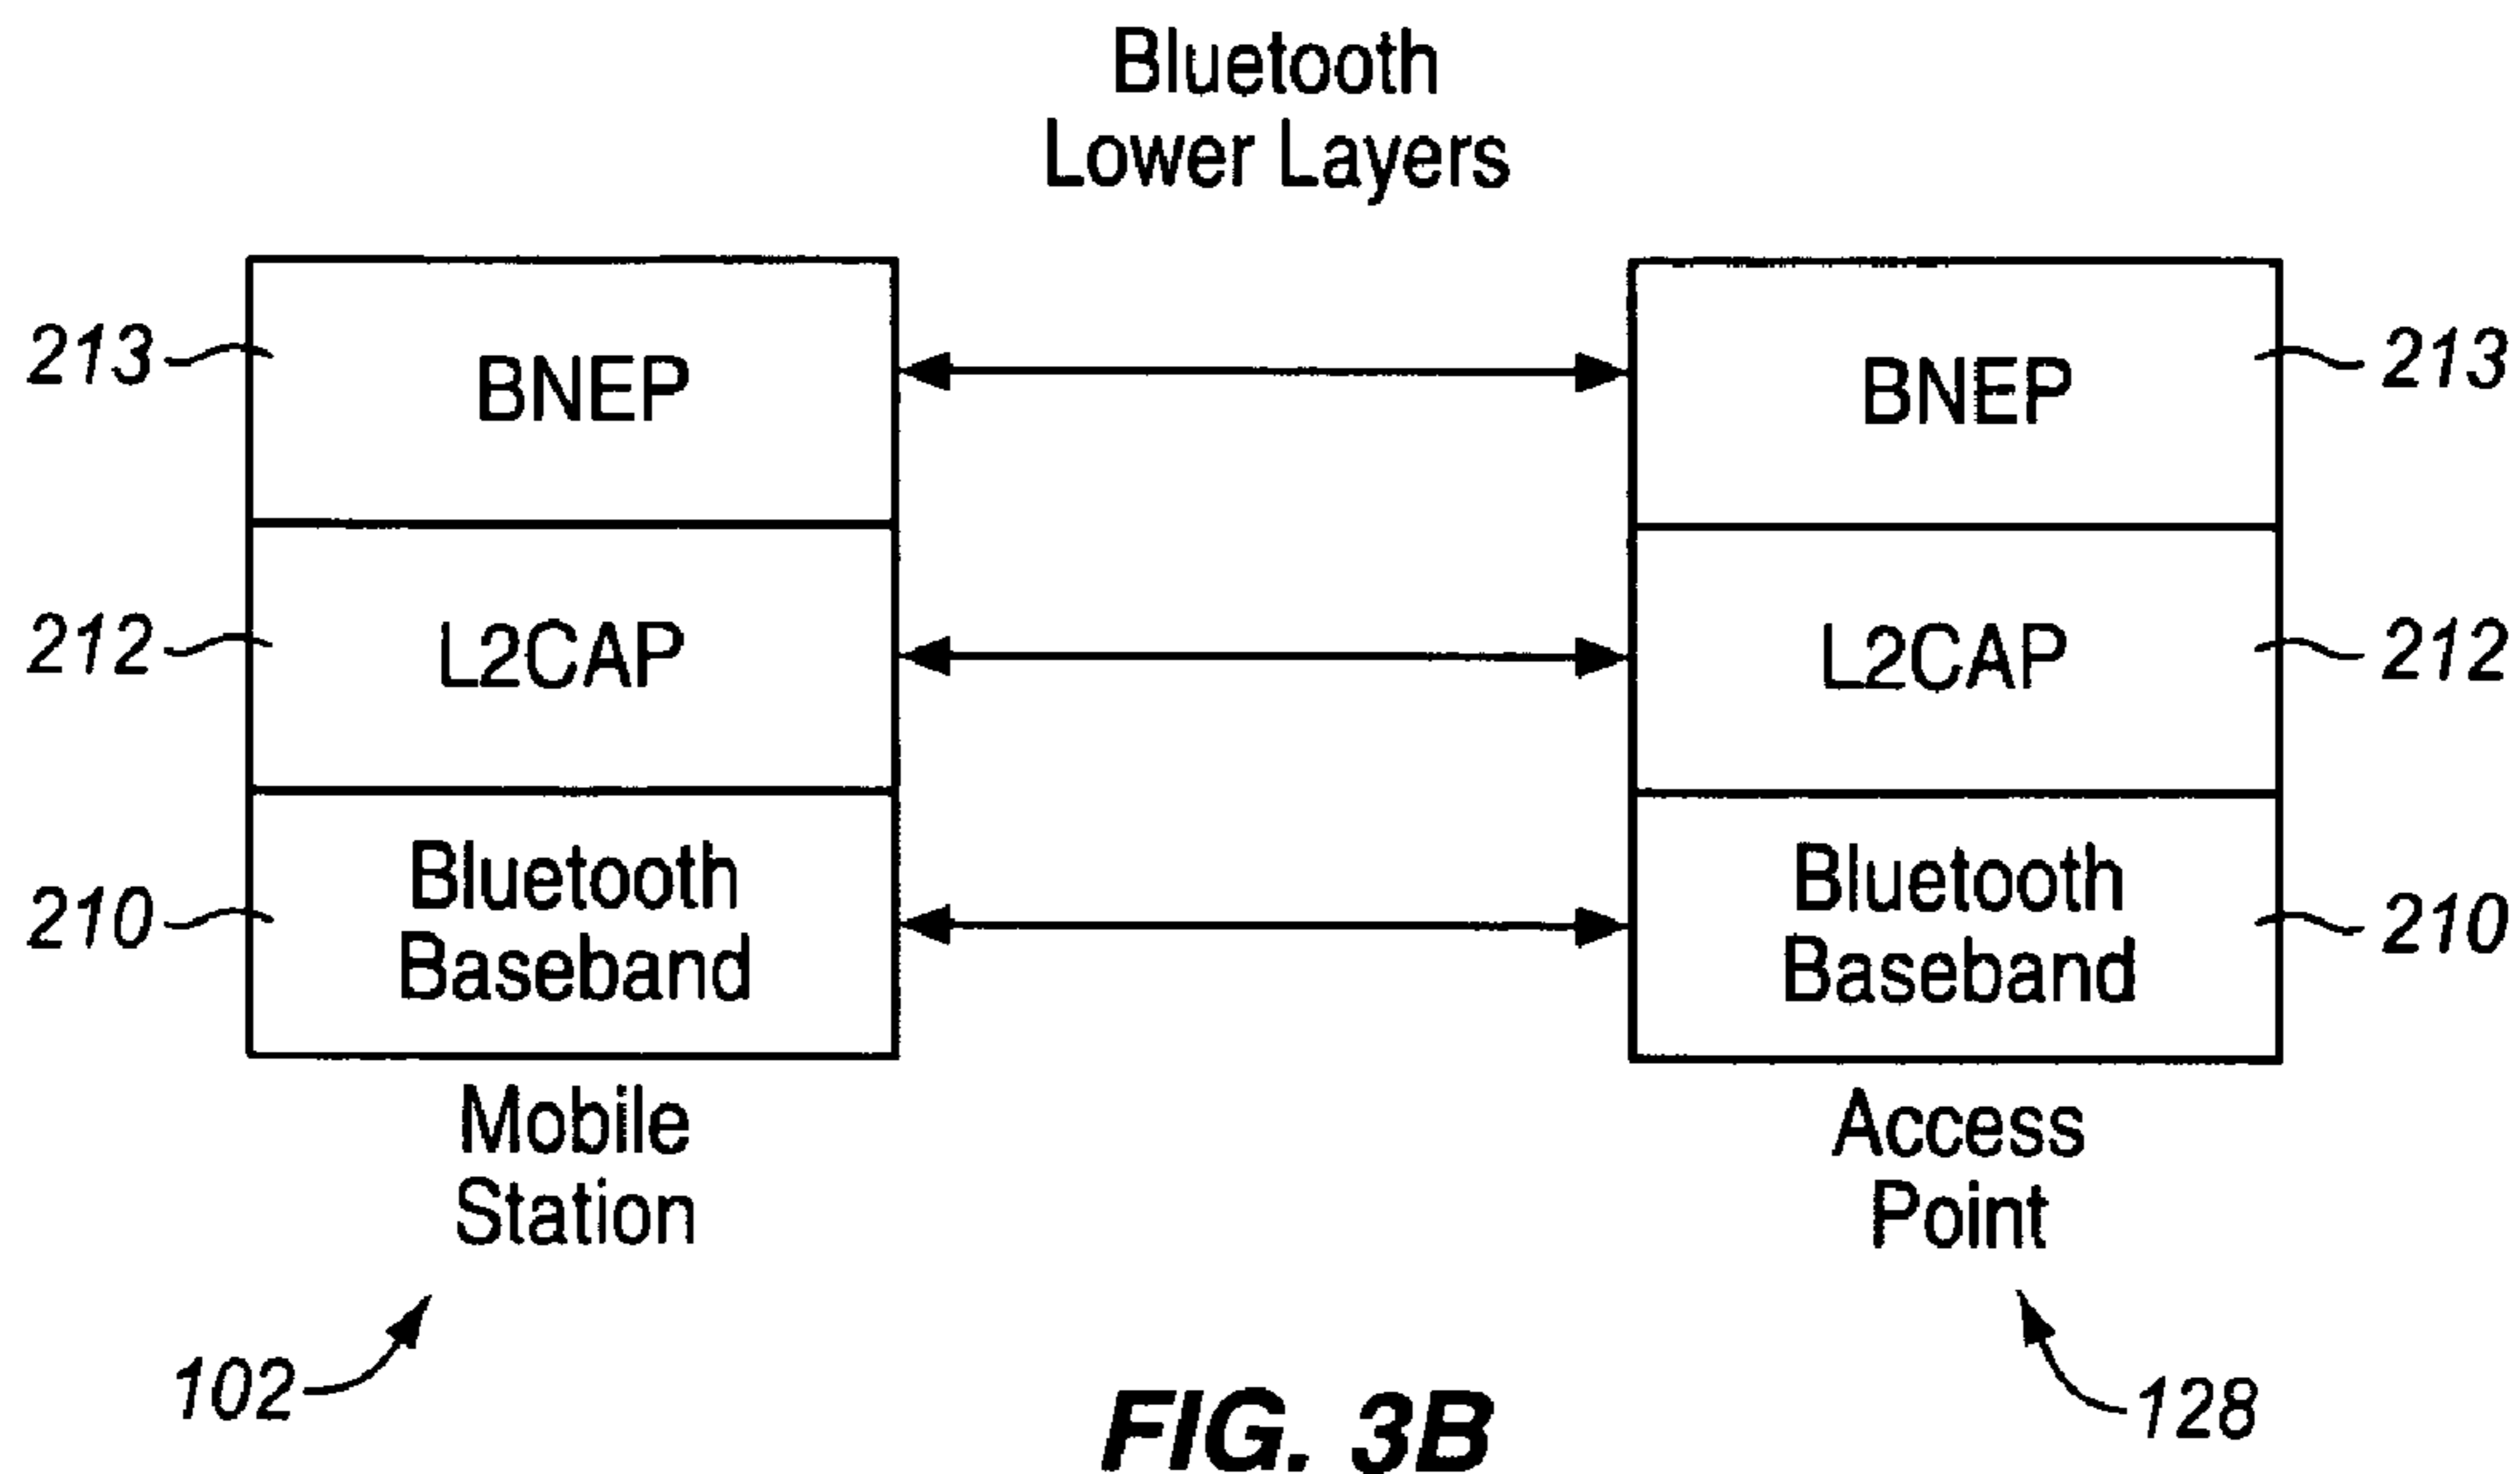 Bluetooth
Lower Layers
213
BNEP
BNEP
213
212
L2CAP
L2CAP
212
210
Bluetooth
Baseband
Bluetooth
Baseband
210
Mobile
Station
Access
Point
102
128
FIG. 3B